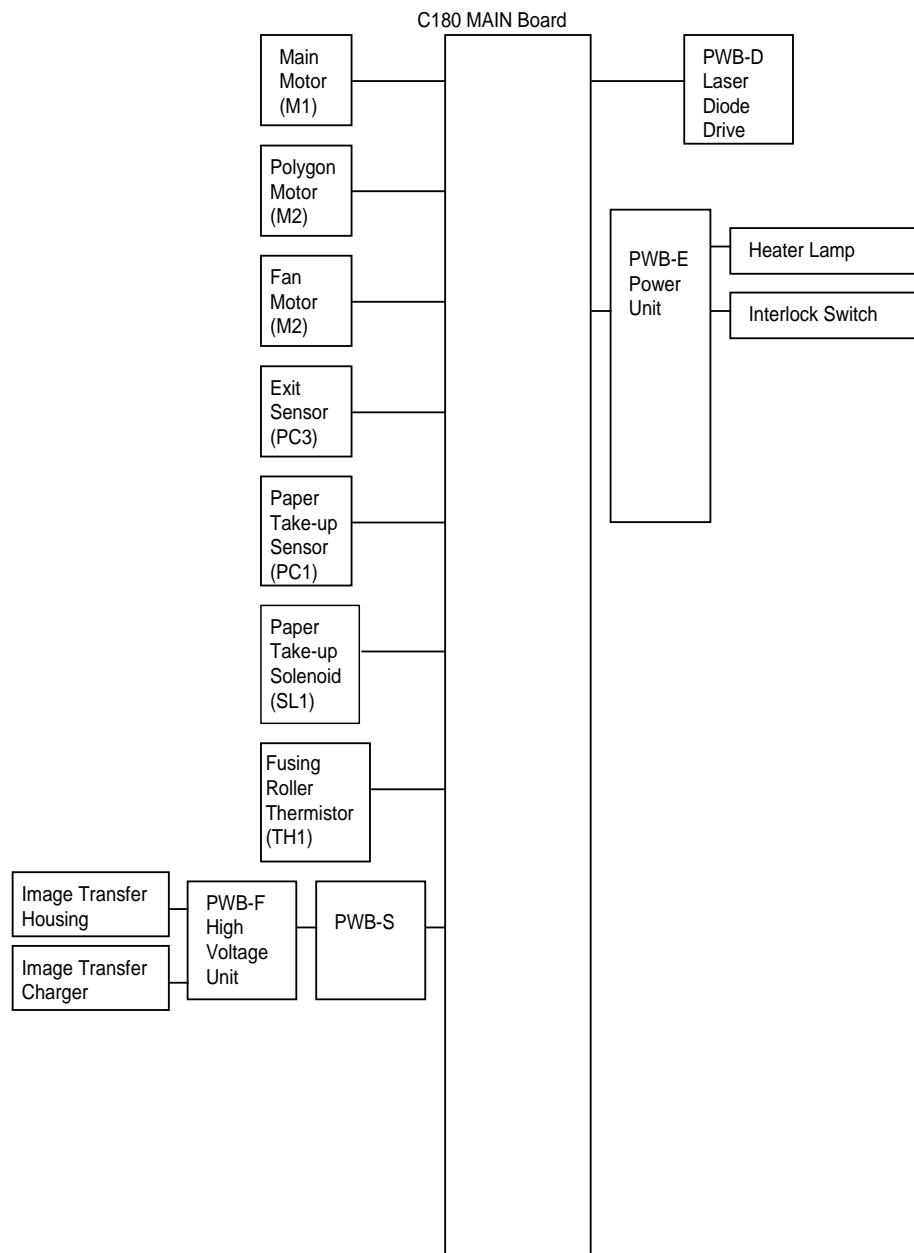 C180 MAIN Board
Main
Motor
(M1)
PWB-D
Laser
Diode
Drive
Polygon
Motor
(M2)
PWB-E
Power
Unit
Heater Lamp
Interlock Switch
Fan
Motor
(M2)
Exit
Sensor
(PC3)
Paper
Take-up
Sensor
(PC1)
Paper
Take-up
Solenoid
(SL1)
Fusing
Roller
Thermistor
(TH1)
Image Transfer
Housing
Image Transfer
Charger
PWB-F
High
Voltage
Unit
PWB-S